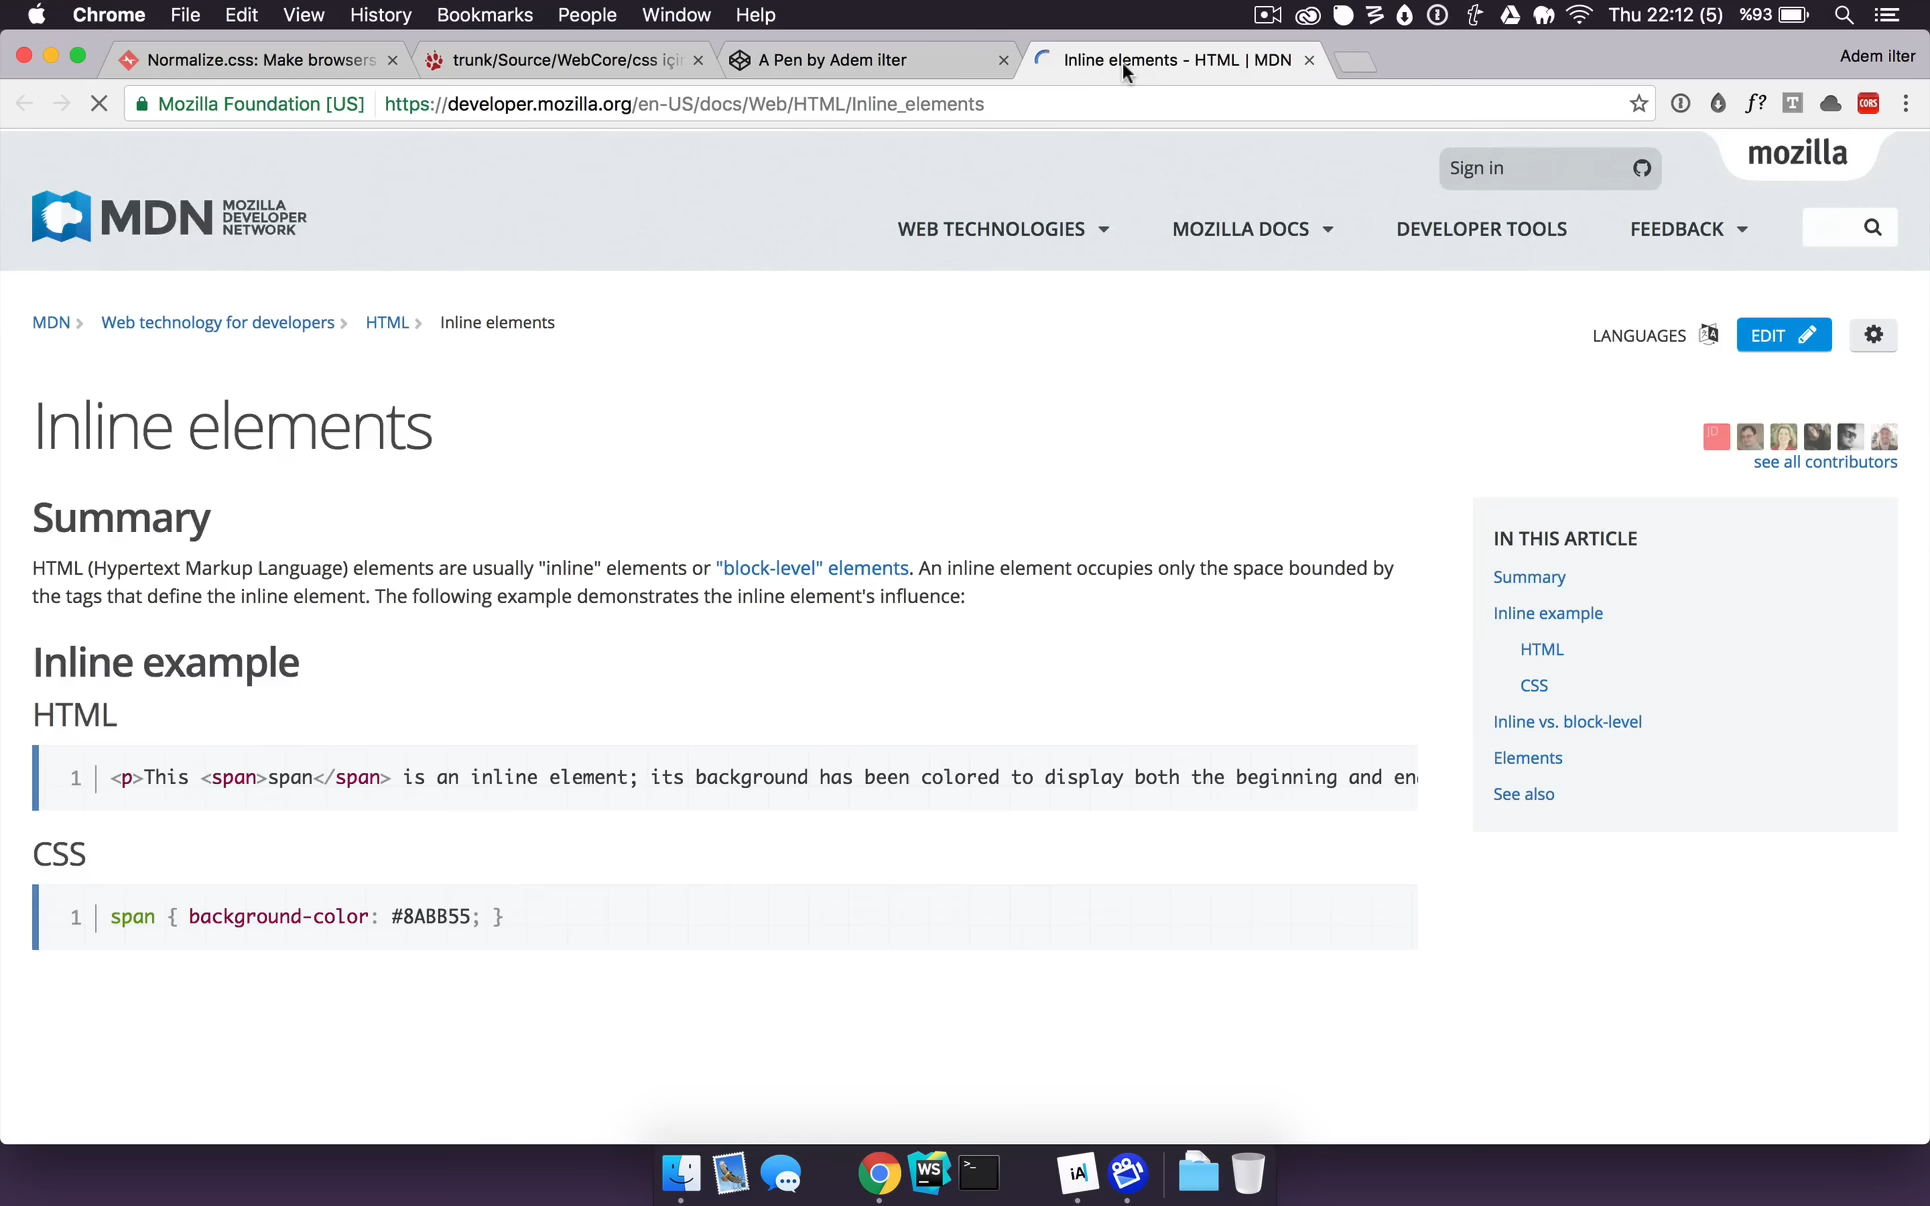 Chrome File Edit View History Bookmarks People Window Help Thu 22:12 (5) %93
Normalize.css: Make browsers trunk/Source/WebCore/css için A Pen by Adem ilter Inline elements - HTML | MDN Adem ilter
Mozilla Foundation [US] https://developer.mozilla.org/en-US/docs/Web/HTML/Inline_elements f? T CORS
mozilla
Sign in
MDN MOZILLA
DEVELOPER
NETWORK
WEB TECHNOLOGIES MOZILLA DOCS DEVELOPER TOOLS FEEDBACK
MDN Web technology for developers HTML Inline elements
LANGUAGES EDIT
Inline elements
JD
see all contributors
Summary
HTML (Hypertext Markup Language) elements are usually "inline" elements or "block-level" elements. An inline element occupies only the space bounded by
the tags that define the inline element. The following example demonstrates the inline element's influence:
Inline example
HTML
1 <p>This <span>span</span> is an inline element; its background has been colored to display both the beginning and en
CSS
1 span { background-color: #8ABB55; }
IN THIS ARTICLE
Summary
Inline example
HTML
CSS
Inline vs. block-level
Elements
See also
WS >_ iA